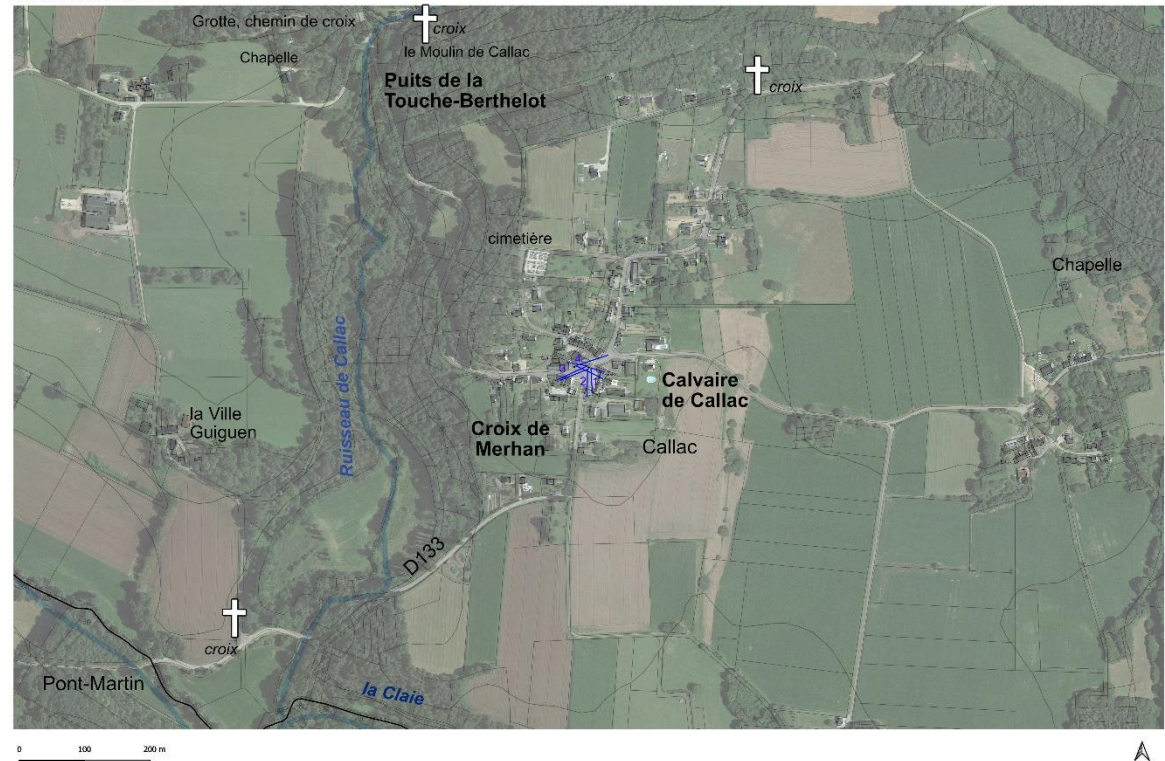 Grotte, chemin de croix
croix
le Moulin de Callac
Chapelle
Puits de la
Touche-Berthelot
croix
cimetière
Chapelle
Ruisseau de Callac
la Ville
Guiguen
Calvaire
de Callac
Croix de
Merhan
Callac
D133
croix
Pont-Martin
la Claie
0 100 200 m